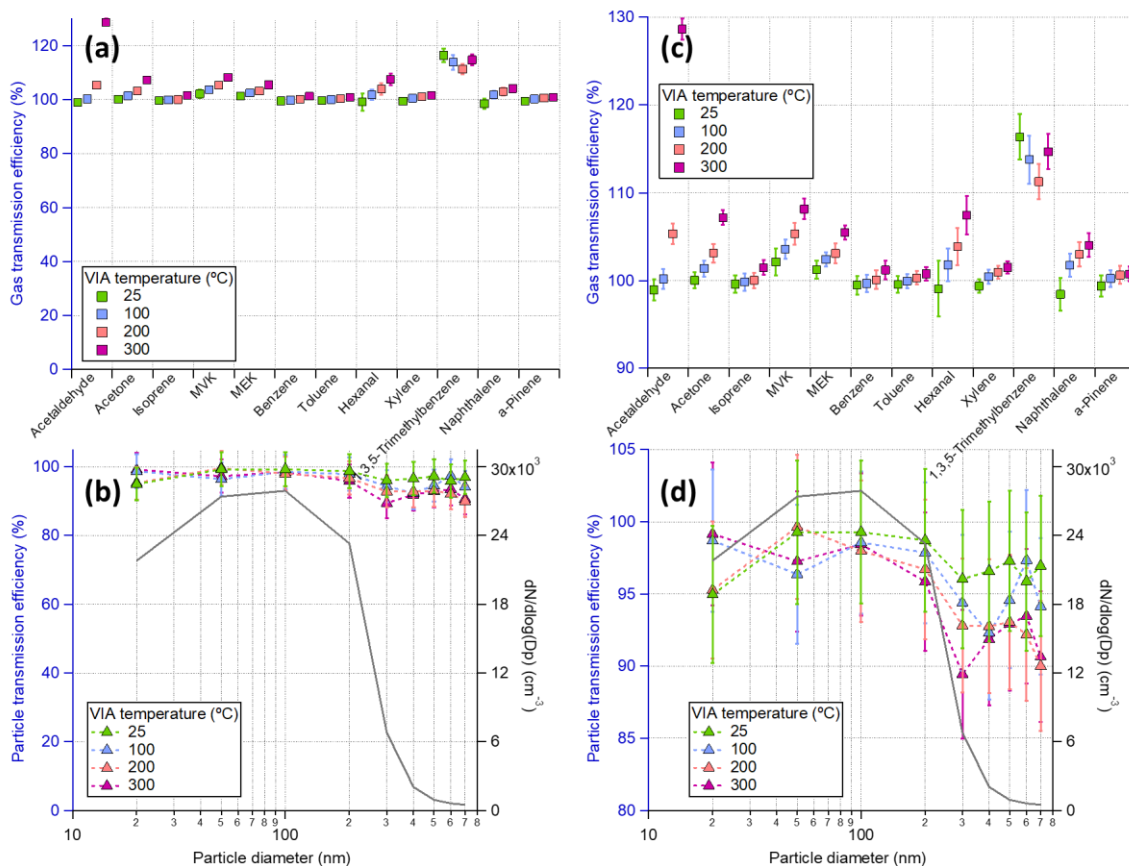 (a)
Gas transmission efficiency (%)
120
100
80
60
40
20
0
VIA temperature (ºC)
25
100
200
300
Acetaldehyde
Acetone
Isoprene
MVK
MEK
Benzene
Toluene
Hexanal
Xylene
1,3,5-Trimethylbenzene
Naphthalene
a-Pinene
(c)
Gas transmission efficiency (%)
130
120
110
100
90
VIA temperature (ºC)
25
100
200
300
Acetaldehyde
Acetone
Isoprene
MVK
MEK
Benzene
Toluene
Hexanal
Xylene
1,3,5-Trimethylbenzene
Naphthalene
a-Pinene
(b)
Particle transmission efficiency (%)
100
80
60
40
20
0
VIA temperature (ºC)
25
100
200
300
30x10³
24
18
12
6
0
dN/dlog(Dp) (cm⁻³)
10 2 3 4 5 6 7 8 9 100 2 3 4 5 6 7 8
Particle diameter (nm)
(d)
Particle transmission efficiency (%)
105
100
95
90
85
80
VIA temperature (ºC)
25
100
200
300
30x10³
24
18
12
6
0
dN/dlog(Dp) (cm⁻³)
10 2 3 4 5 6 7 8 9 100 2 3 4 5 6 7 8
Particle diameter (nm)